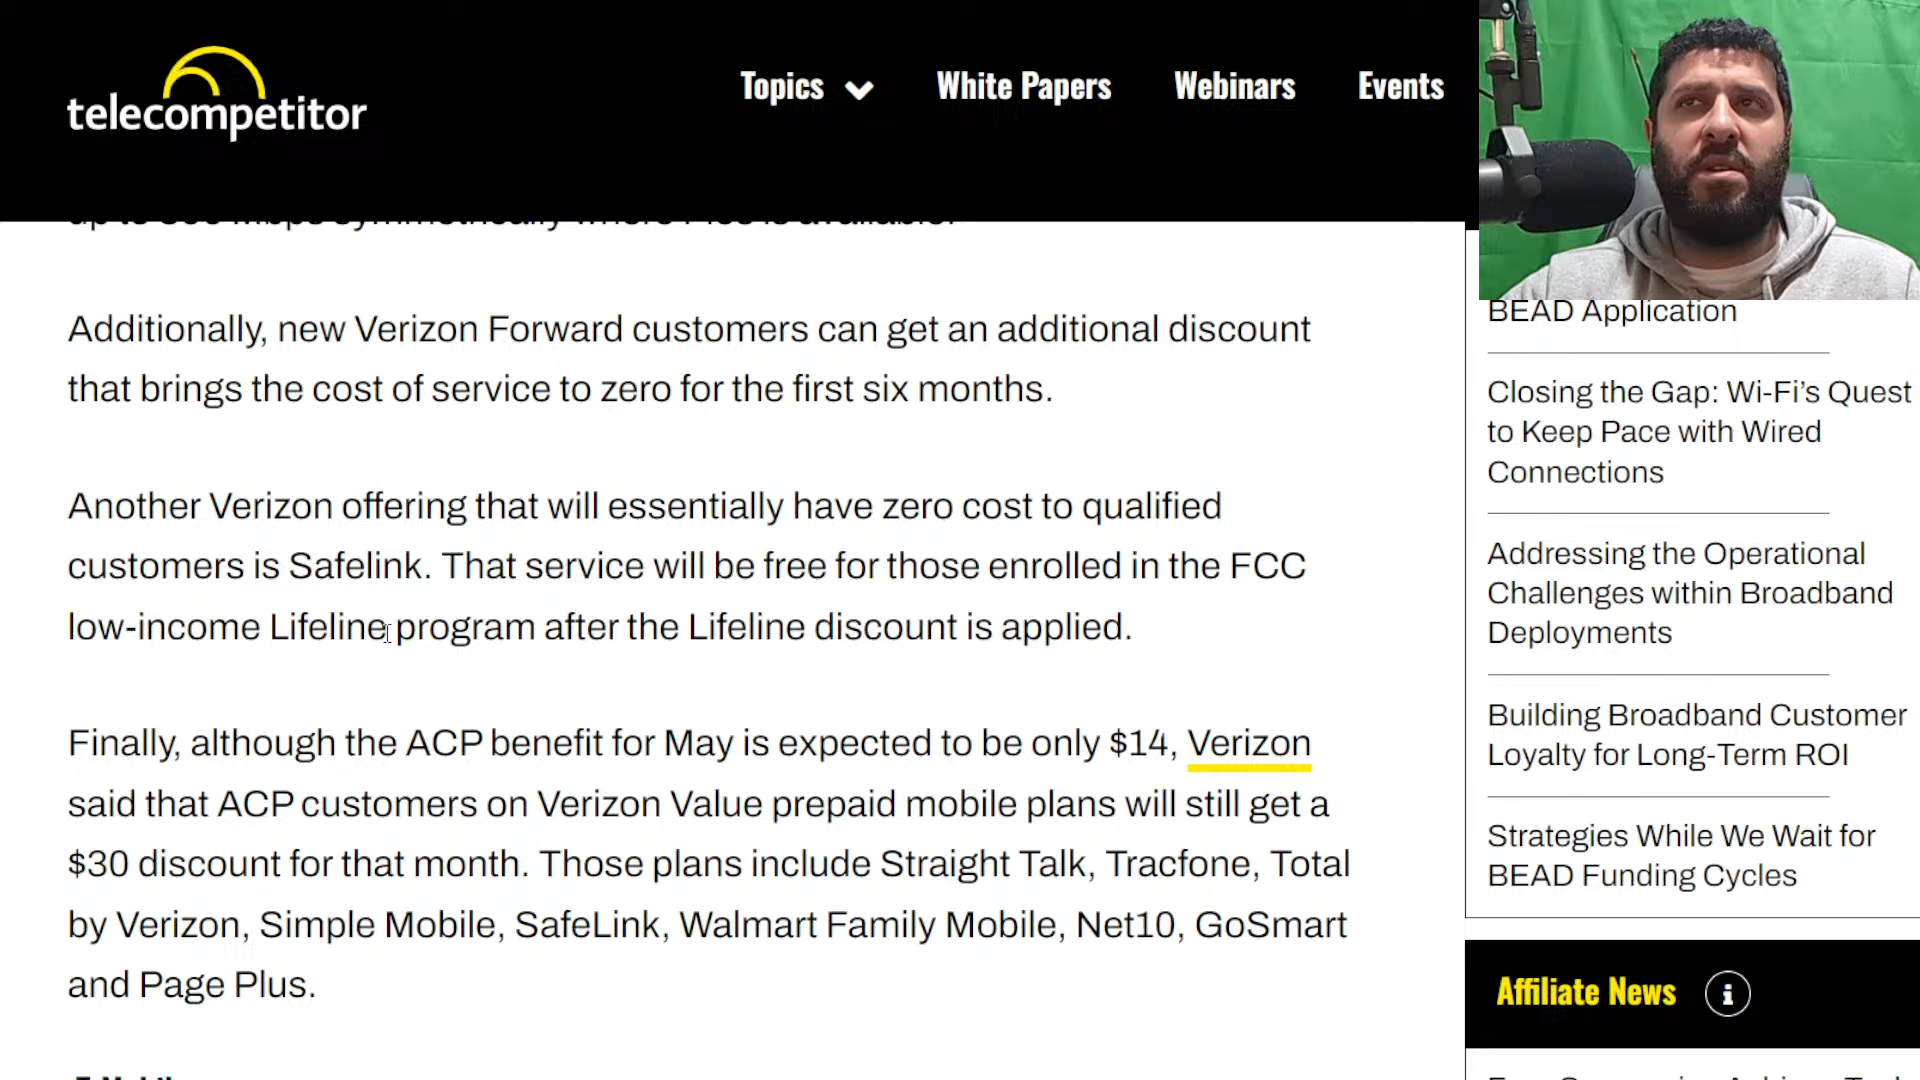 telecompetitor
Topics
White Papers
Webinars
Events
Additionally, new Verizon Forward customers can get an additional discount
that brings the cost of service to zero for the first six months.
Another Verizon offering that will essentially have zero cost to qualified
customers is Safelink. That service will be free for those enrolled in the FCC
low-income Lifeline program after the Lifeline discount is applied.
Finally, although the ACP benefit for May is expected to be only $14, Verizon
said that ACP customers on Verizon Value prepaid mobile plans will still get a
$30 discount for that month. Those plans include Straight Talk, Tracfone, Total
by Verizon, Simple Mobile, SafeLink, Walmart Family Mobile, Net10, GoSmart
and Page Plus.
BEAD Application
Closing the Gap: Wi-Fi’s Quest
to Keep Pace with Wired
Connections
Addressing the Operational
Challenges within Broadband
Deployments
Building Broadband Customer
Loyalty for Long-Term ROI
Strategies While We Wait for
BEAD Funding Cycles
Affiliate News